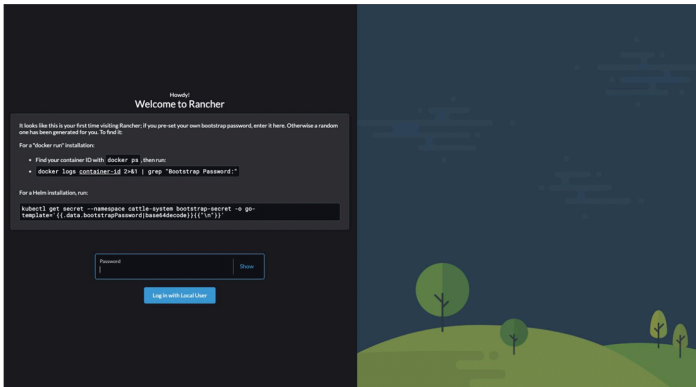 Howdy!
Welcome to Rancher
It looks like this is your first time visiting Rancher; if you pre-set your own bootstrap password, enter it here. Otherwise a random
one has been generated for you. To find it:
For a "docker run" installation:
• Find your container ID with docker ps , then run:
• docker logs container-id 2>&1 | grep "Bootstrap Password:"
For a Helm installation, run:
kubectl get secret --namespace cattle-system bootstrap-secret -o go-
template='{{.data.bootstrapPassword|base64decode}}{{"\n"}}'
Password
Show
Log in with Local User